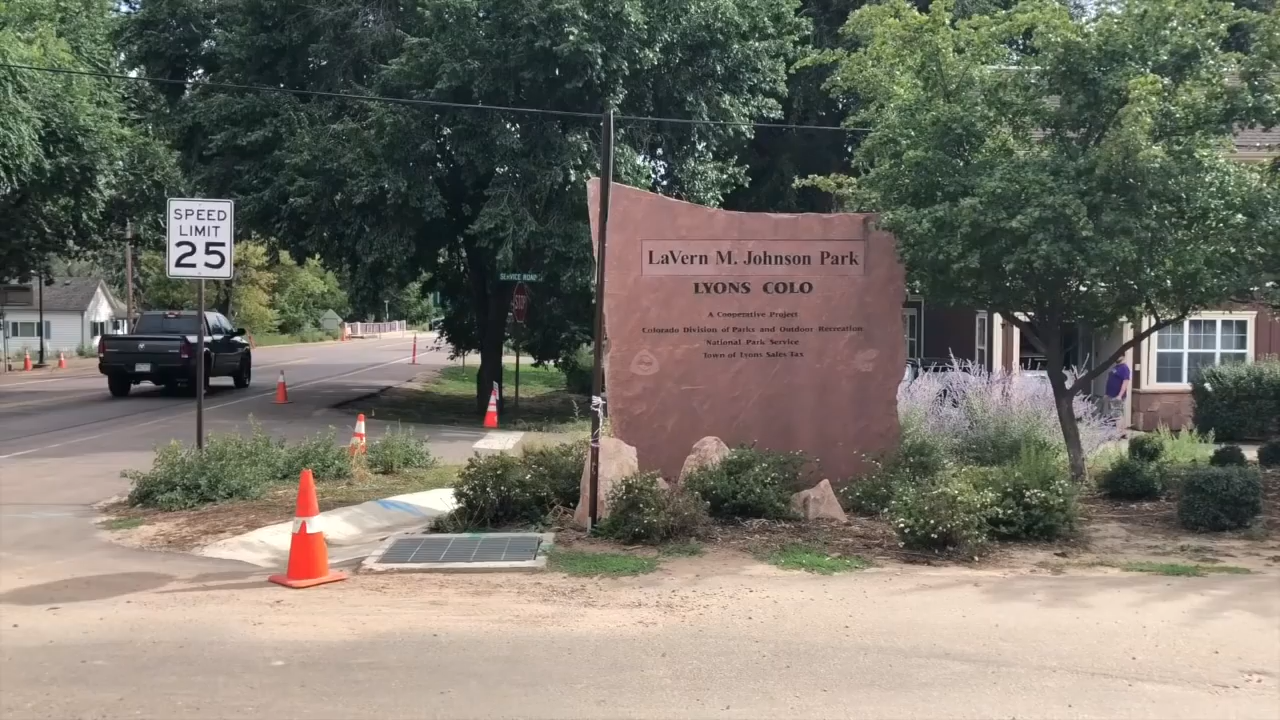 SPEED
LIMIT
25
SERVICE ROAD
STOP
LaVern M. Johnson Park
LYONS COLO
A Cooperative Project
Colorado Division of Parks and Outdoor Recreation
National Park Service
Town of Lyons Sales Tax